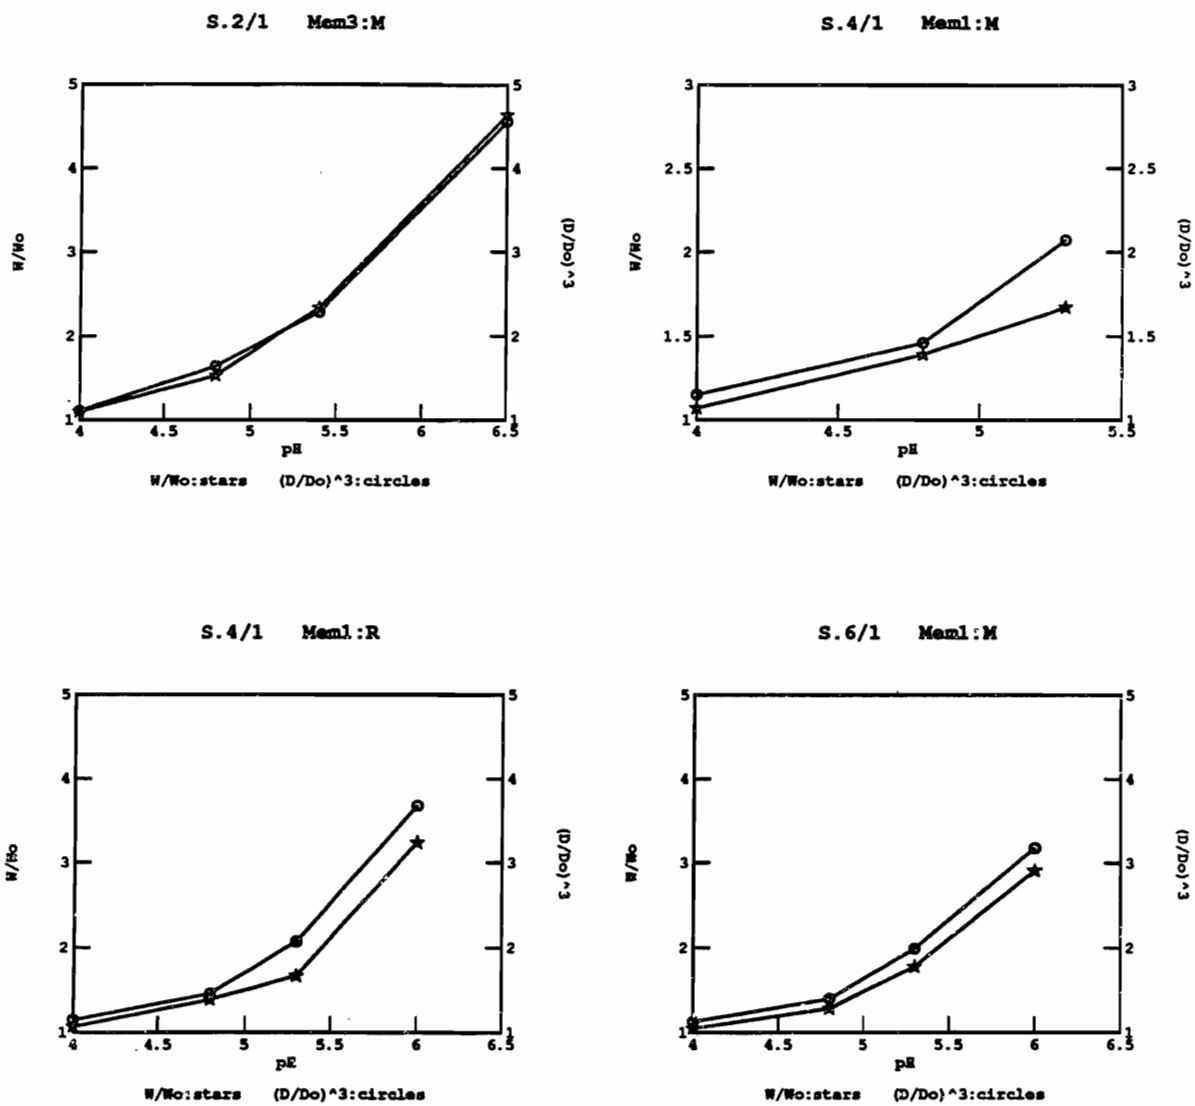 S.2/1 Mem3:M
5
4
3
2
1
5
4
3
2
1
W/Wo
(D/Do)^3
4 4.5 5 5.5 6 6.5
pH
W/Wo:stars (D/Do)^3:circles
S.4/1 Mem1:M
3
2.5
2
1.5
1
3
2.5
2
1.5
1
W/Wo
(D/Do)^3
4 4.5 5 5.5
pH
W/Wo:stars (D/Do)^3:circles
S.4/1 Mem1:R
5
4
3
2
1
5
4
3
2
1
W/Wo
(D/Do)^3
4 4.5 5 5.5 6 6.5
pH
W/Wo:stars (D/Do)^3:circles
S.6/1 Mem1:M
5
4
3
2
1
5
4
3
2
1
W/Wo
(D/Do)^3
4 4.5 5 5.5 6 6.5
pH
W/Wo:stars (D/Do)^3:circles